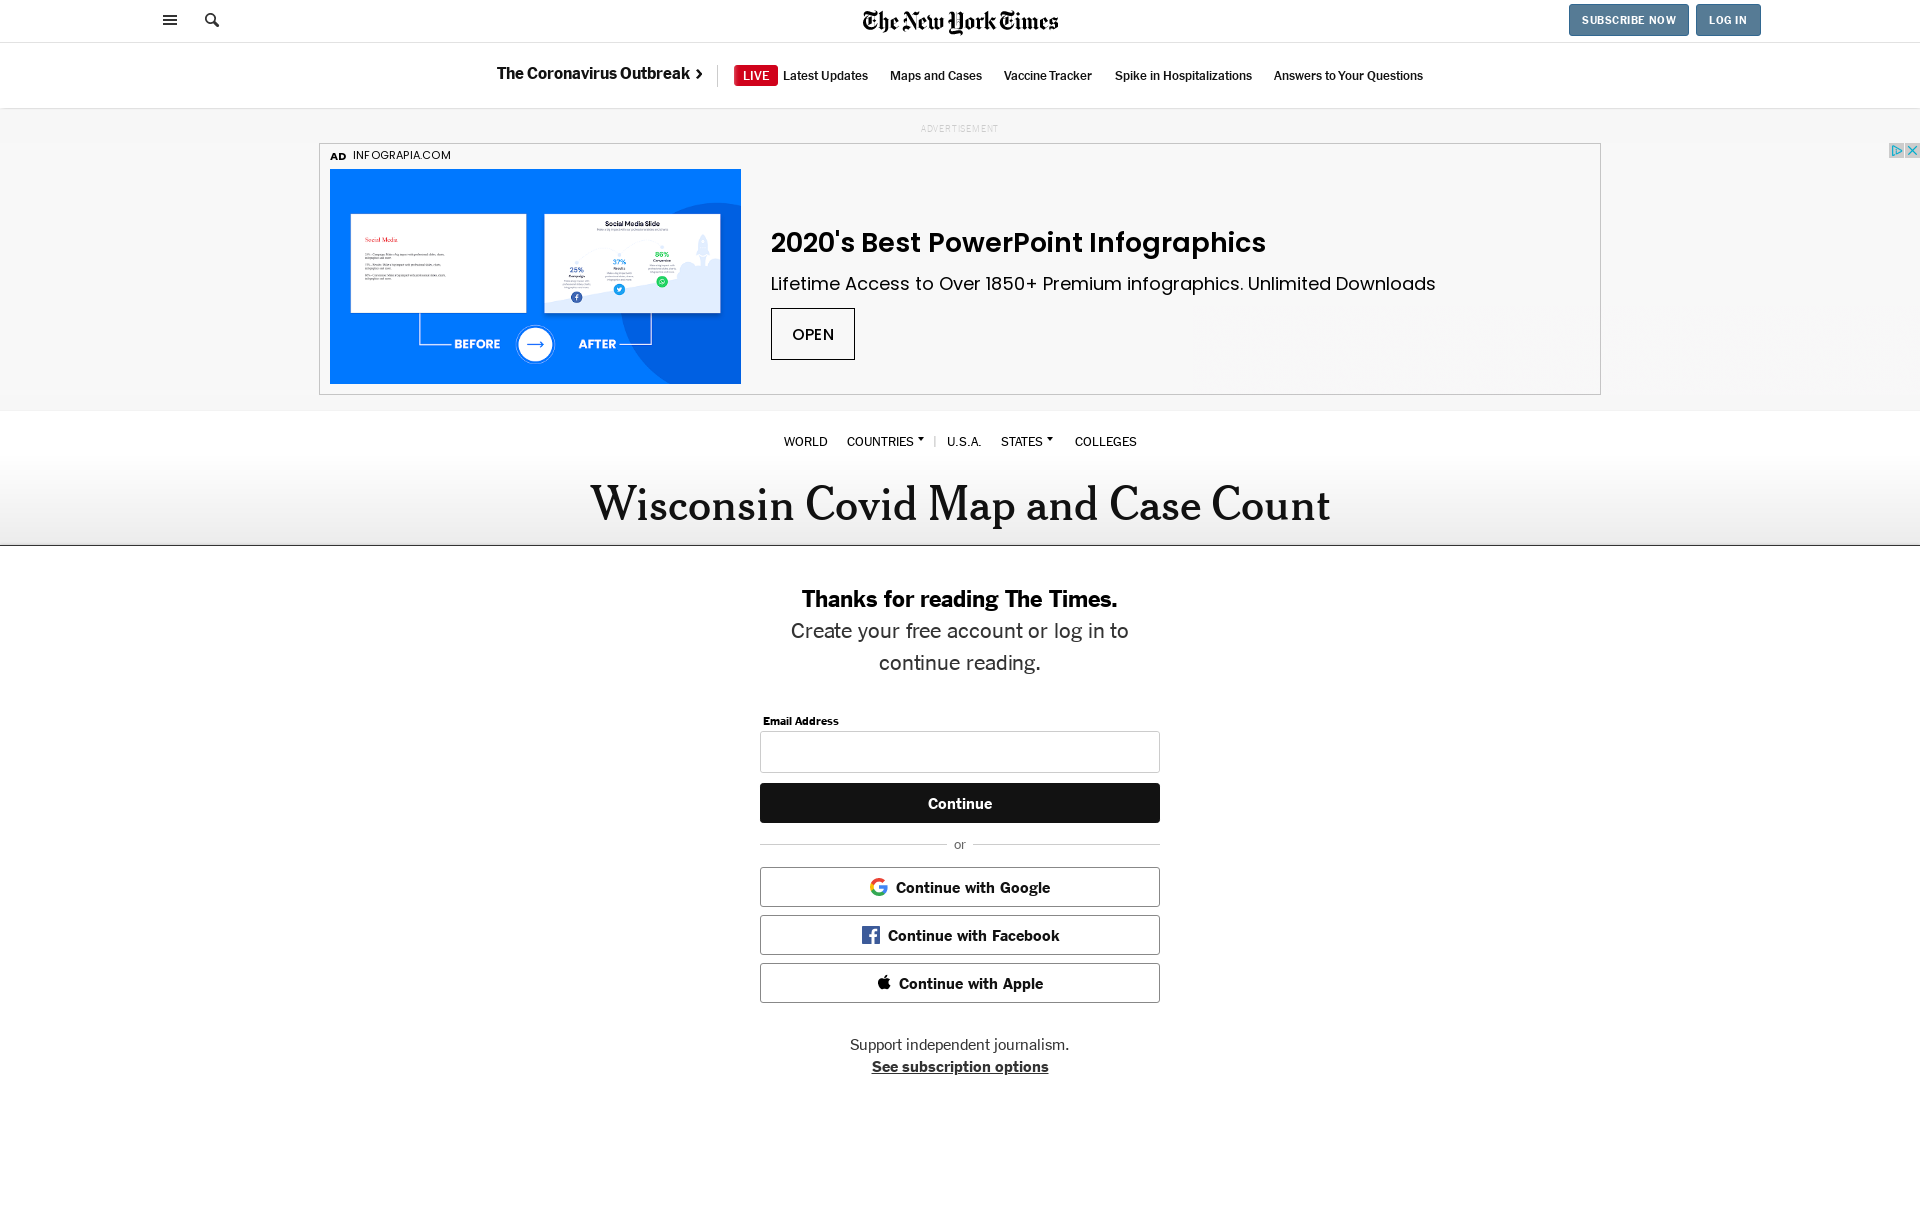 The New York Times
SUBSCRIBE NOW
LOG IN
The Coronavirus Outbreak
LIVE Latest Updates
Maps and Cases
Vaccine Tracker
Spike in Hospitalizations
Answers to Your Questions
ADVERTISEMENT
AD INFOGRAPIA.COM
Social Media
Social Media Slide
25%
37%
86%
BEFORE
AFTER
2020's Best PowerPoint Infographics
Lifetime Access to Over 1850+ Premium infographics. Unlimited Downloads
OPEN
WORLD COUNTRIES | U.S.A. STATES COLLEGES
Wisconsin Covid Map and Case Count
Thanks for reading The Times.
Create your free account or log in to
continue reading.
Email Address
Continue
or
Continue with Google
Continue with Facebook
Continue with Apple
Support independent journalism.
See subscription options